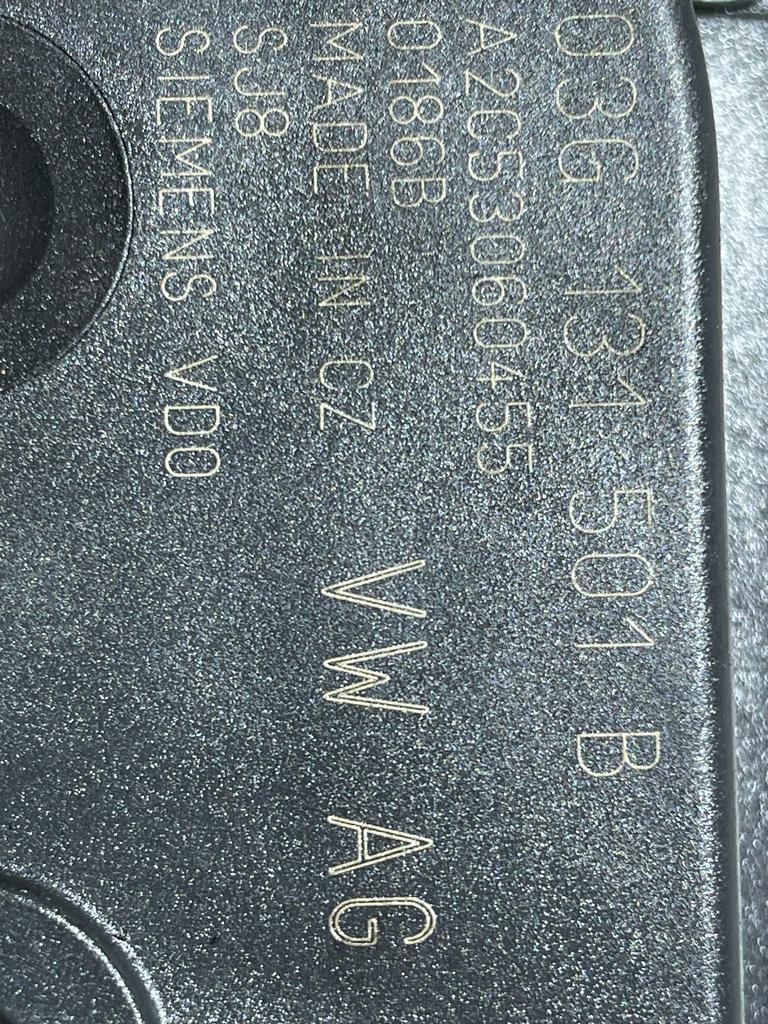 03G 131 501 B
A2C53060455
0186B
MADE IN CZ VW AG
SJ8
SIEMENS VDO